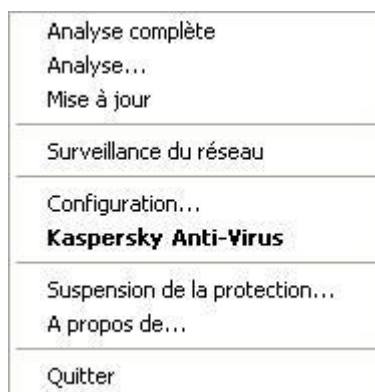 Analyse complète
Analyse...
Mise à jour
Surveillance du réseau
Configuration...
Kaspersky Anti-Virus
Suspension de la protection...
A propos de...
Quitter